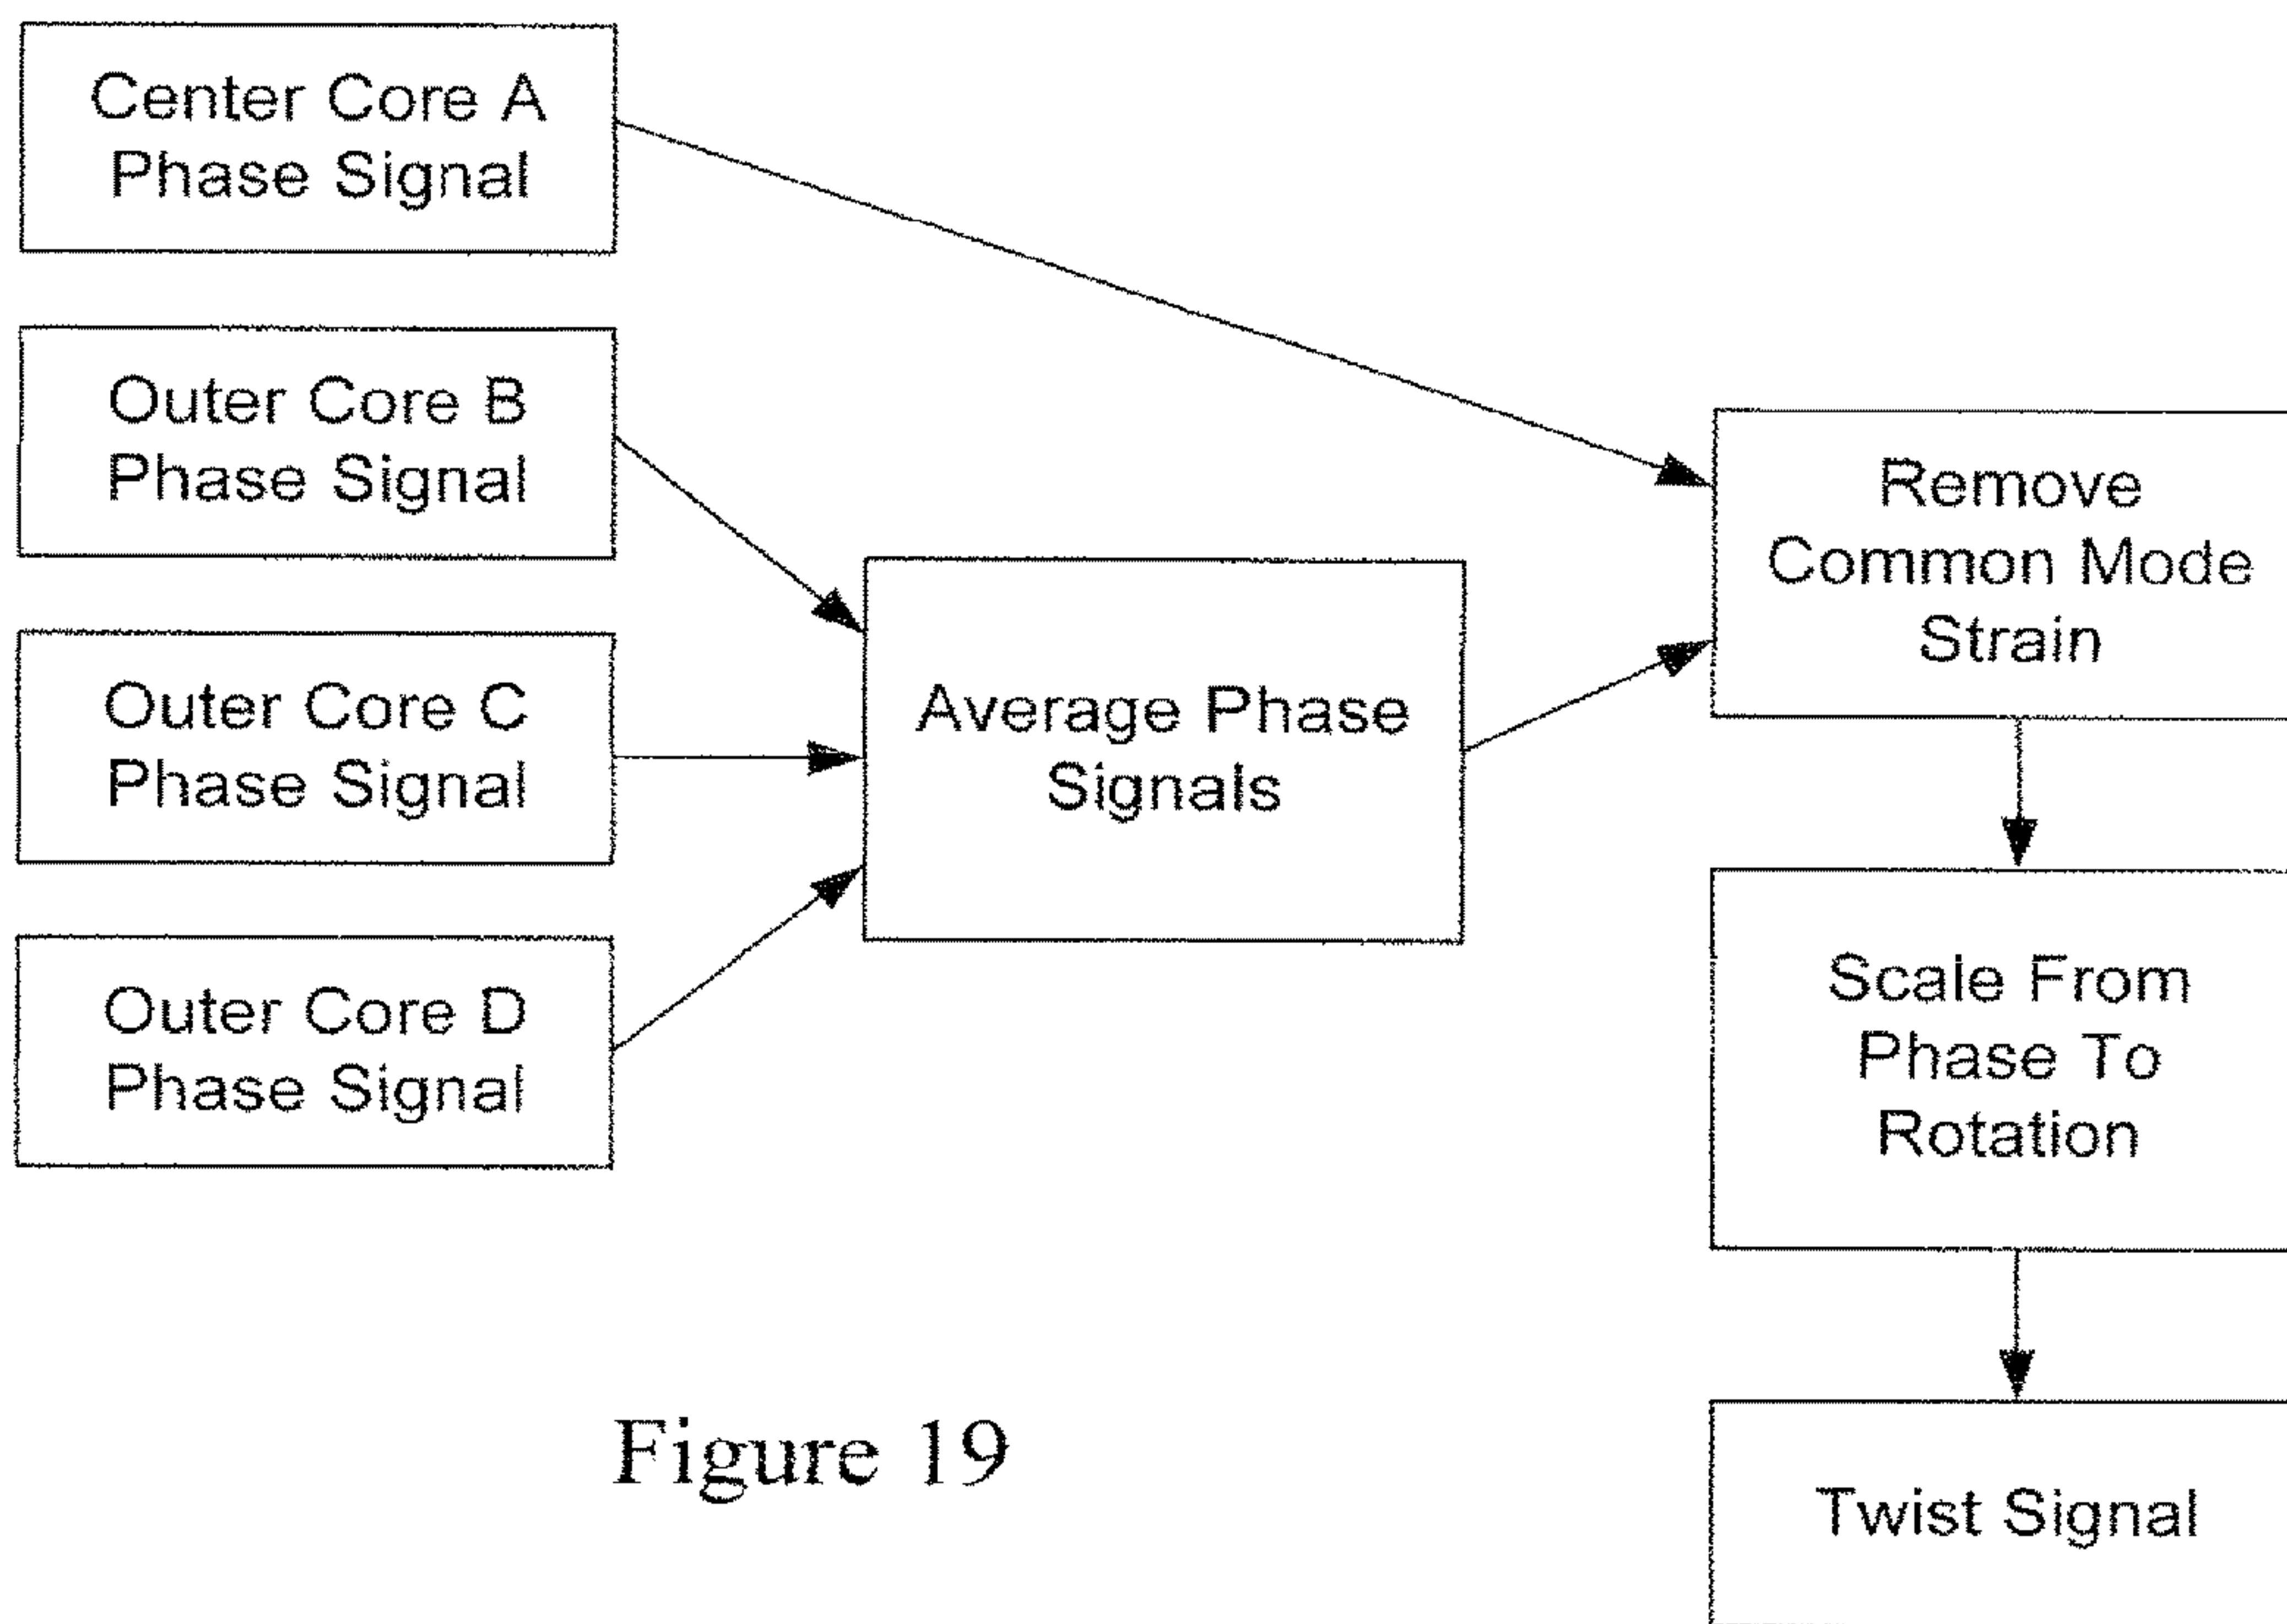 Center Core A
Phase Signal
Outer Core B
Phase Signal
Outer Core C
Phase Signal
Outer Core D
Phase Signal
Average Phase
Signals
Remove
Common Mode
Strain
Scale From
Phase To
Rotation
Twist Signal
Figure 19